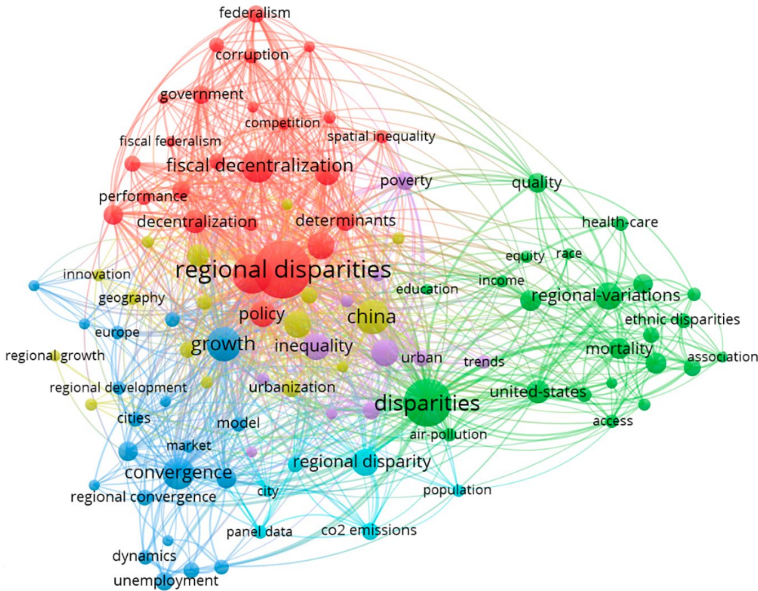 federalism
corruption
government
competition
fiscal federalism
spatial inequality
fiscal decentralization
poverty
quality
performance
decentralization
determinants
health-care
equity
race
regional disparities
innovation
education
income
regional-variations
geography
policy
china
ethnic disparities
europe
growth
inequality
mortality
regional growth
urban
trends
association
regional development
urbanization
united-states
disparities
cities
model
access
air-pollution
market
convergence
regional disparity
regional convergence
city
population
panel data
co2 emissions
dynamics
unemployment